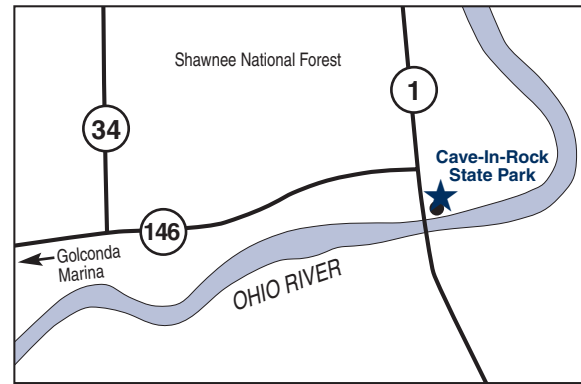 Shawnee National Forest
1
34
Cave-In-Rock
State Park
146
Golconda
Marina
OHIO RIVER